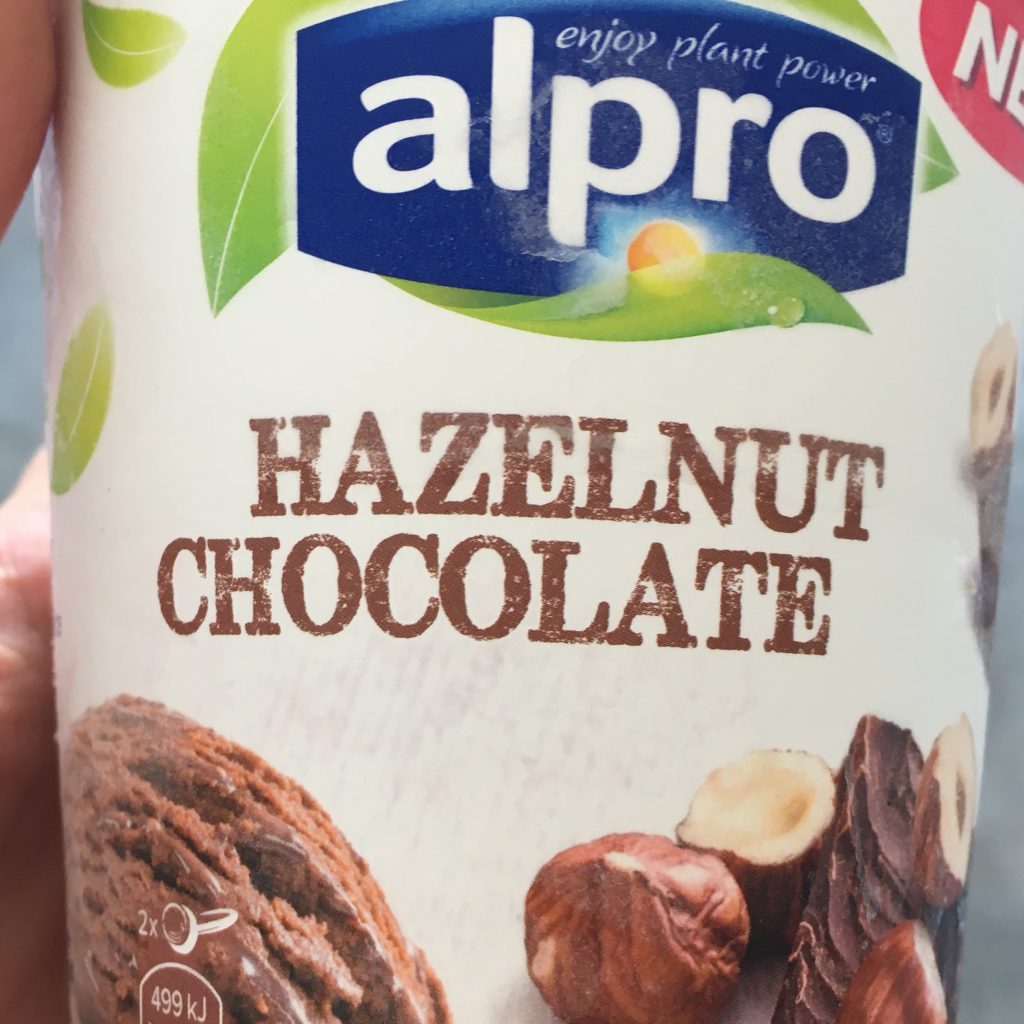 enjoy plant power
alpro®
HAZELNUT
CHOCOLATE
2x
499 kJ